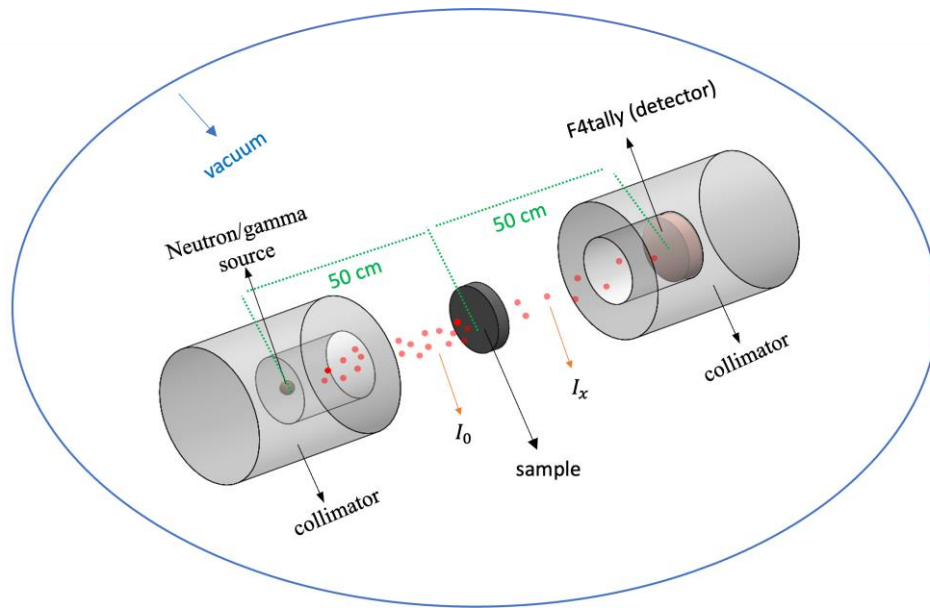 F4tally (detector)
vacuum
50 cm
Neutron/gamma
source
50 cm
collimator
I₀
Iₓ
sample
collimator